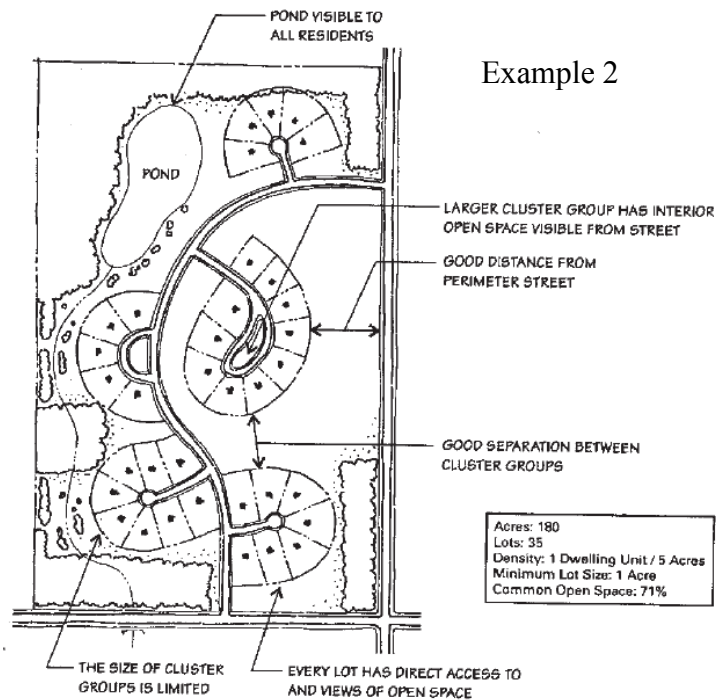 POND VISIBLE TO
ALL RESIDENTS
Example 2
POND
LARGER CLUSTER GROUP HAS INTERIOR
OPEN SPACE VISIBLE FROM STREET
GOOD DISTANCE FROM
PERIMETER STREET
GOOD SEPARATION BETWEEN
CLUSTER GROUPS
Acres: 180
Lots: 35
Density: 1 Dwelling Unit / 5 Acres
Minimum Lot Size: 1 Acre
Common Open Space: 71%
THE SIZE OF CLUSTER
GROUPS IS LIMITED
EVERY LOT HAS DIRECT ACCESS TO
AND VIEWS OF OPEN SPACE